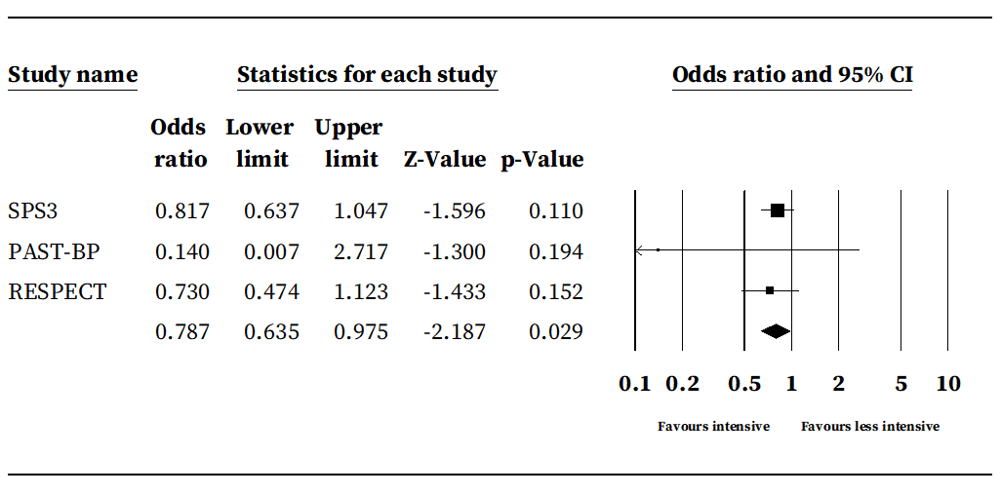 Study name Statistics for each study Odds ratio and 95% CI
Odds Lower Upper
ratio limit limit Z-Value p-Value
SPS3 0.817 0.637 1.047 -1.596 0.110
PAST-BP 0.140 0.007 2.717 -1.300 0.194
RESPECT 0.730 0.474 1.123 -1.433 0.152
0.787 0.635 0.975 -2.187 0.029
0.1 0.2 0.5 1 2 5 10
Favours intensive Favours less intensive